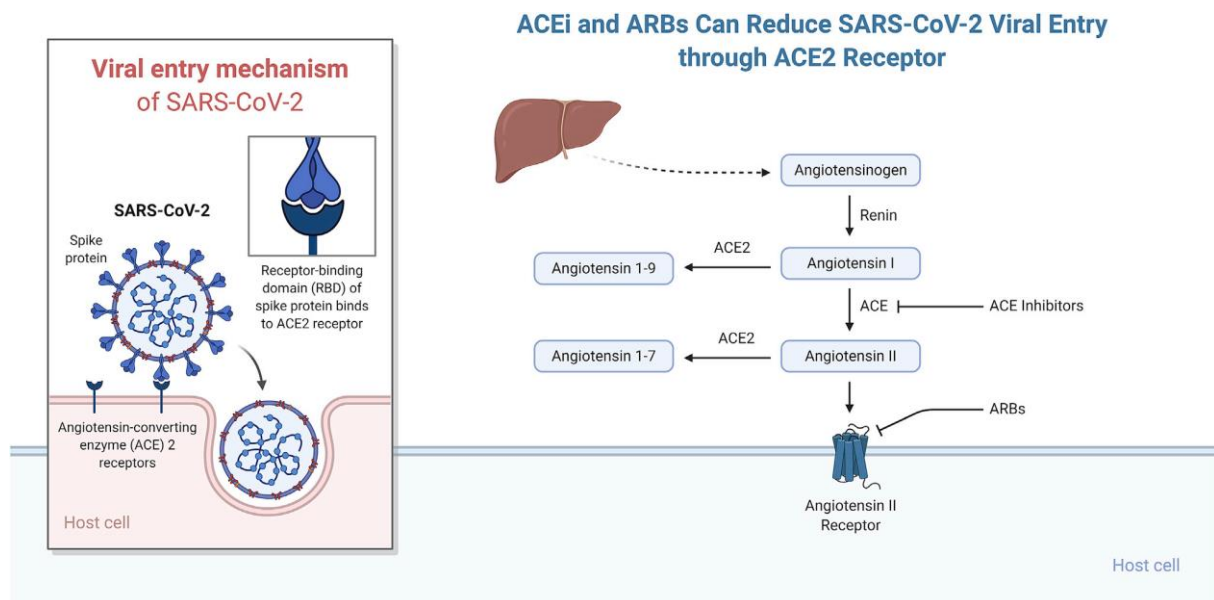 Viral entry mechanism
of SARS-CoV-2
SARS-CoV-2
Spike
protein
Receptor-binding
domain (RBD) of
spike protein binds
to ACE2 receptor
Angiotensin-converting
enzyme (ACE) 2
receptors
Host cell
ACEi and ARBs Can Reduce SARS-CoV-2 Viral Entry
through ACE2 Receptor
Angiotensinogen
Renin
Angiotensin 1-9
ACE2
Angiotensin I
ACE
ACE Inhibitors
Angiotensin 1-7
ACE2
Angiotensin II
ARBs
Angiotensin II
Receptor
Host cell